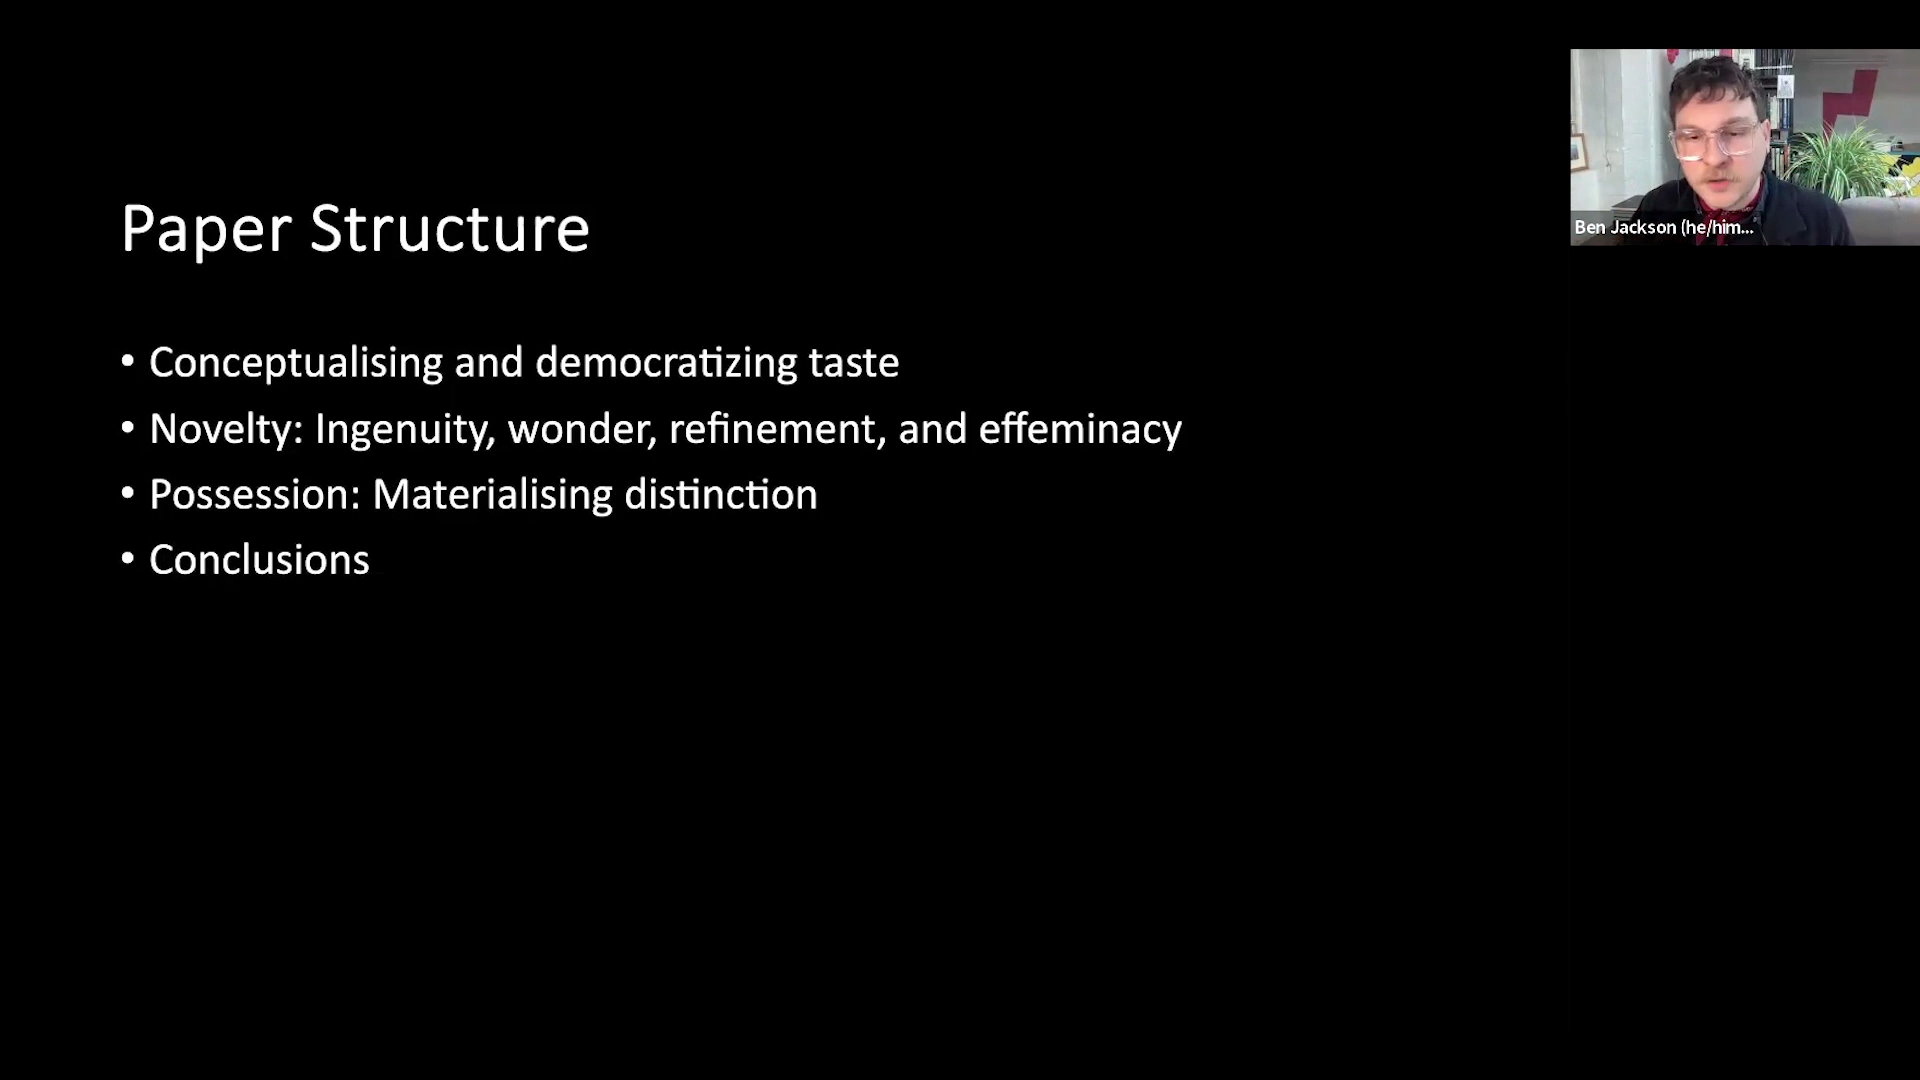 Paper Structure
• Conceptualising and democratizing taste
• Novelty: Ingenuity, wonder, refinement, and effeminacy
• Possession: Materialising distinction
• Conclusions
Ben Jackson (he/him...